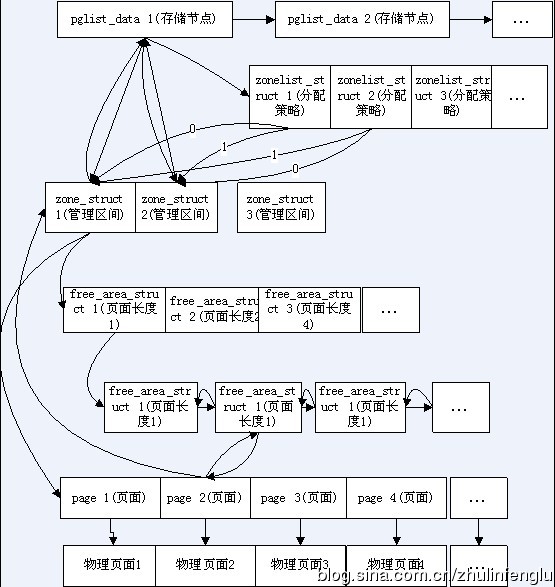 pglist_data 1(存储节点)
pglist_data 2(存储节点)
...
zonelist_st
ruct 1(分配
策略)
zonelist_st
ruct 2(分配
策略)
zonelist_str
uct 3(分配策
略)
...
0
1
1
0
zone_struct
1(管理区间)
zone_struct
2(管理区间)
zone_struct
3(管理区间)
free_area_stru
ct 1(页面长度
1)
free_area_stru
ct 2(页面长度2
free_area_stru
ct 3(页面长度
4)
...
free_area_str
uct 1(页面长
度1)
free_area_st
ruct 1(页面
长度1)
free_area_str
uct 1(页面长
度1)
...
page 1(页面)
page 2(页面)
page 3(页面)
page 4(页面)
...
物理页面1
物理页面2
物理页面3
物理页面4
...
blog.sina.com.cn/zhulinfenglu